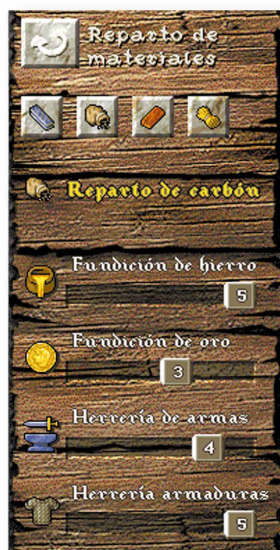 Reparto de
materiales
Reparto de carbón
Fundición de hierro
5
Fundición de oro
3
Herrería de armas
4
Herrería armaduras
5